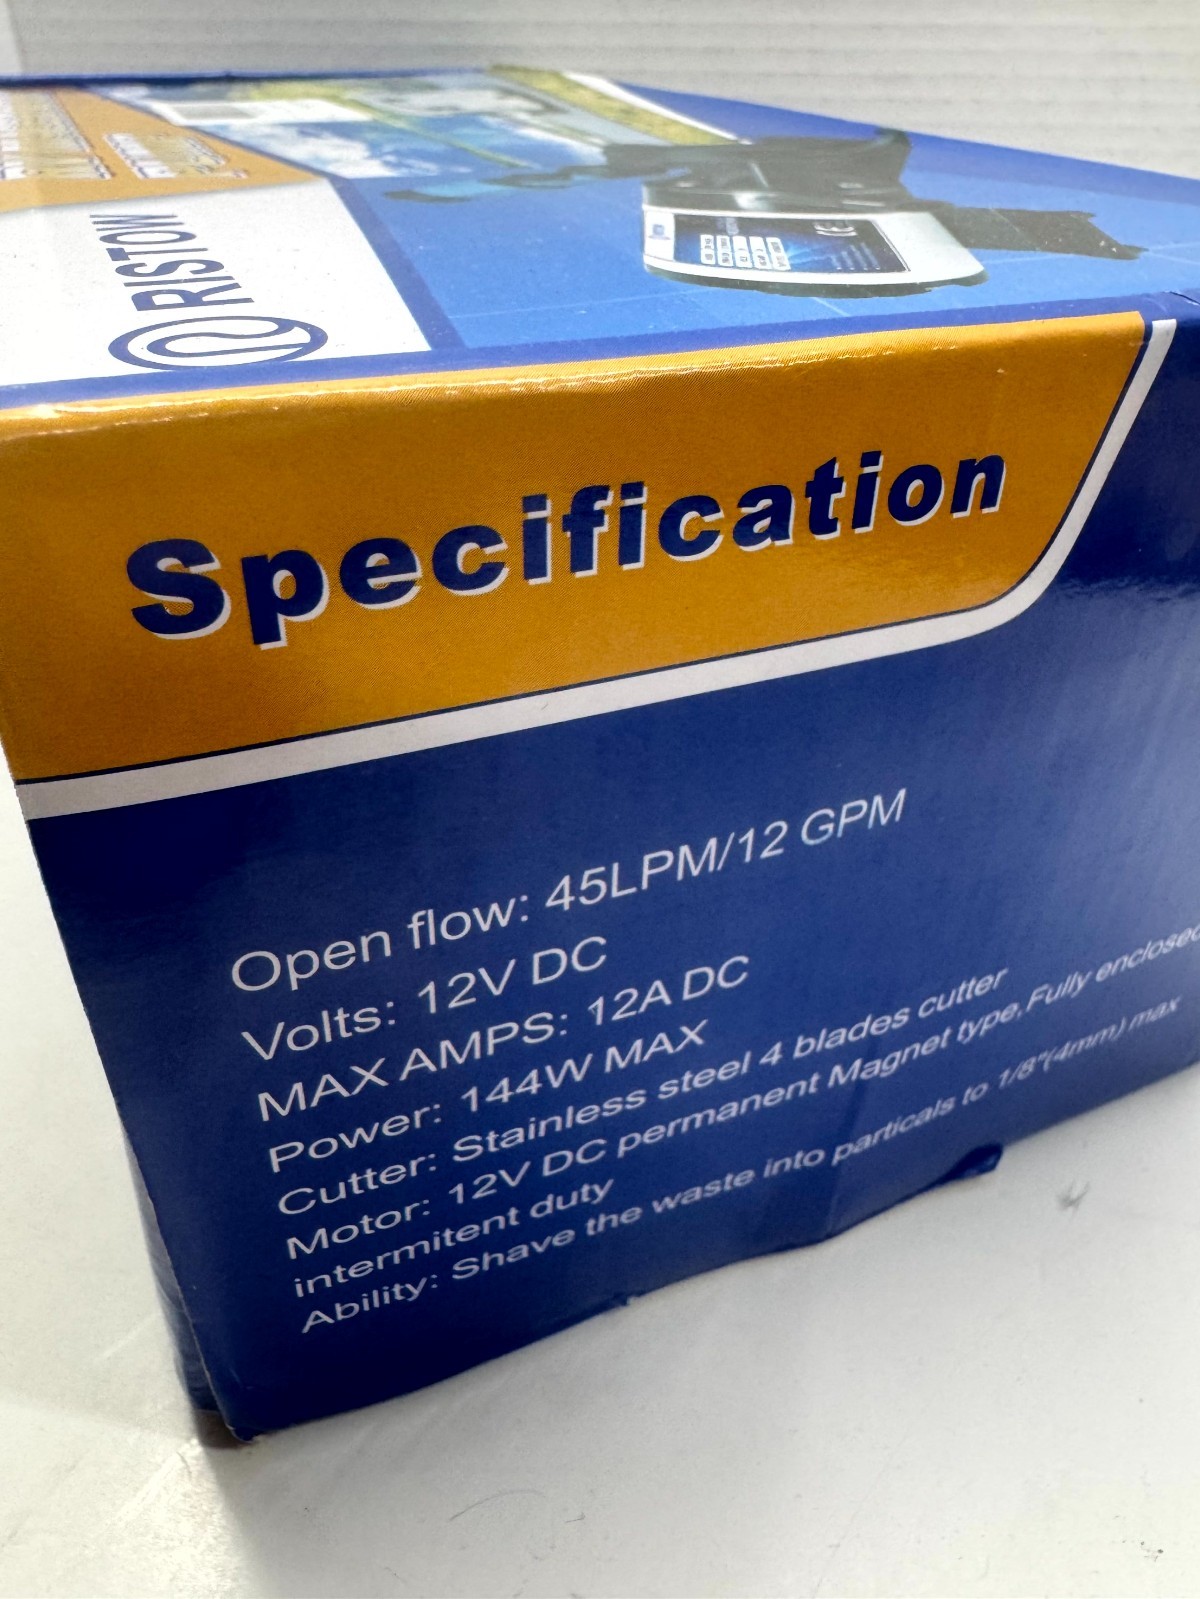 RISTOW
Specification
Open flow: 45LPM/12 GPM
Volts: 12V DC
MAX AMPS: 12A DC
Power: 144W MAX
Cutter: Stainless steel 4 blades cutter
Motor: 12V DC permanent Magnet type,Fully enclosed
intermitent duty
Ability: Shave the waste into particals to 1/8"(4mm) max